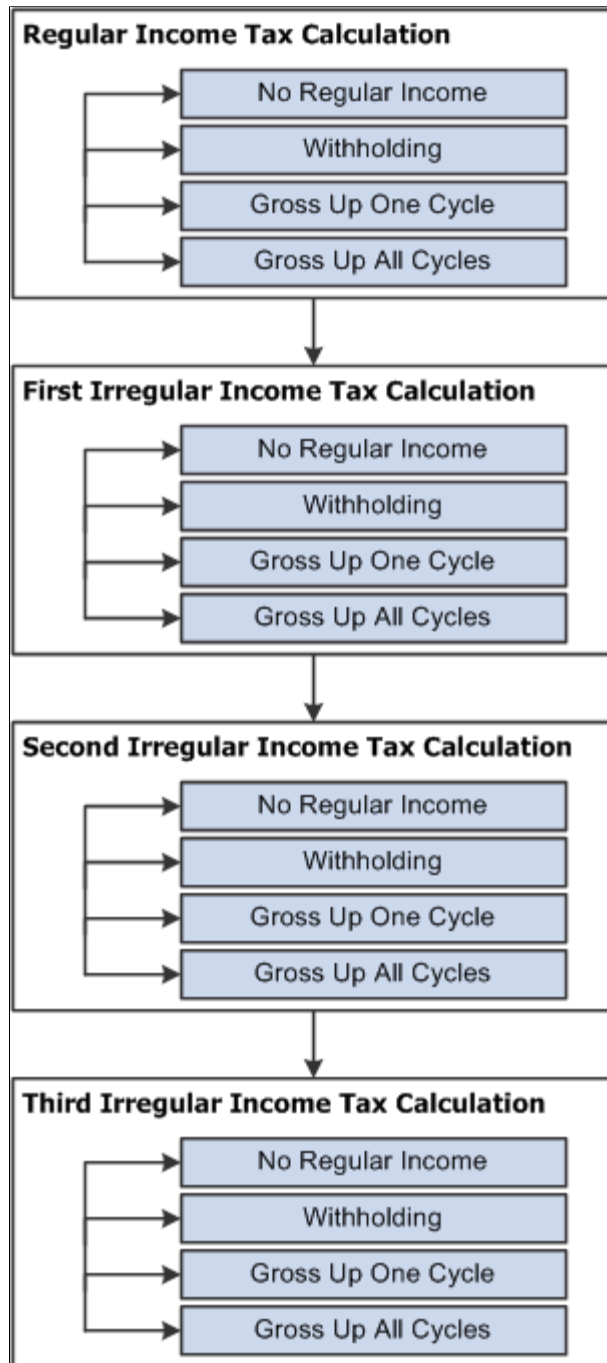 Regular Income Tax Calculation
No Regular Income
Withholding
Gross Up One Cycle
Gross Up All Cycles
First Irregular Income Tax Calculation
No Regular Income
Withholding
Gross Up One Cycle
Gross Up All Cycles
Second Irregular Income Tax Calculation
No Regular Income
Withholding
Gross Up One Cycle
Gross Up All Cycles
Third Irregular Income Tax Calculation
No Regular Income
Withholding
Gross Up One Cycle
Gross Up All Cycles